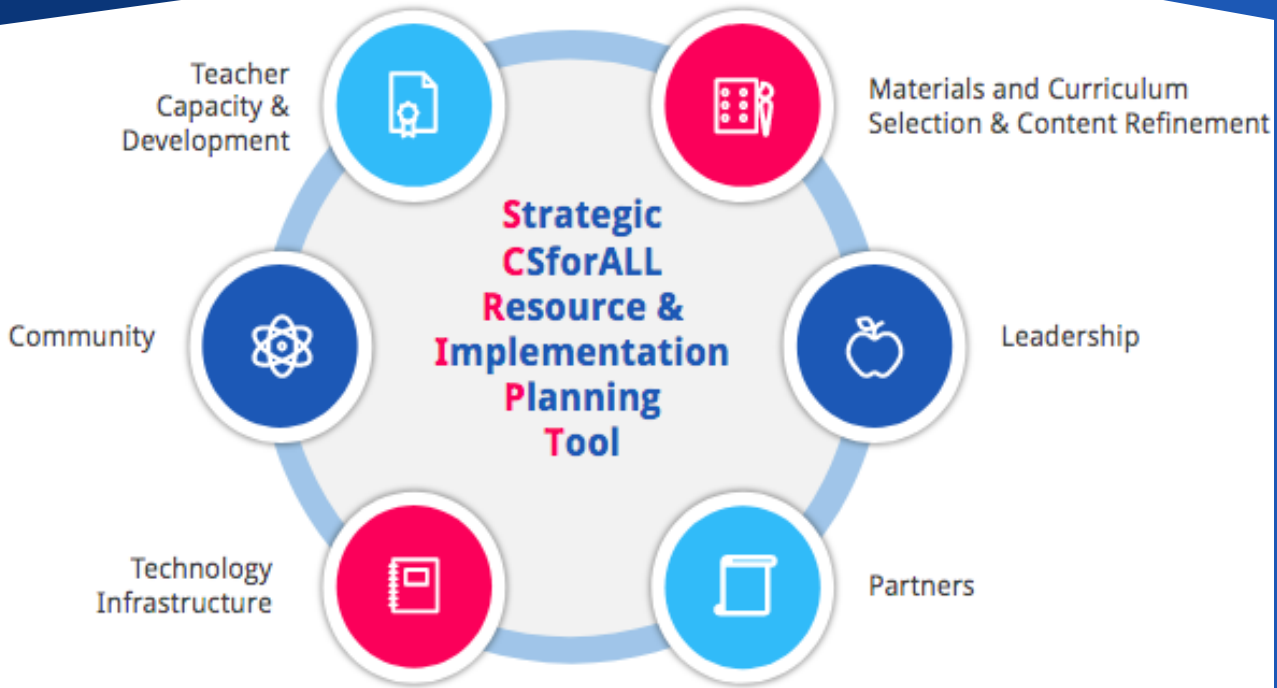 Teacher
Capacity &
Development
Materials and Curriculum
Selection & Content Refinement
Strategic
CSforALL
Resource &
Implementation
Planning
Tool
Community
Leadership
Technology
Infrastructure
Partners